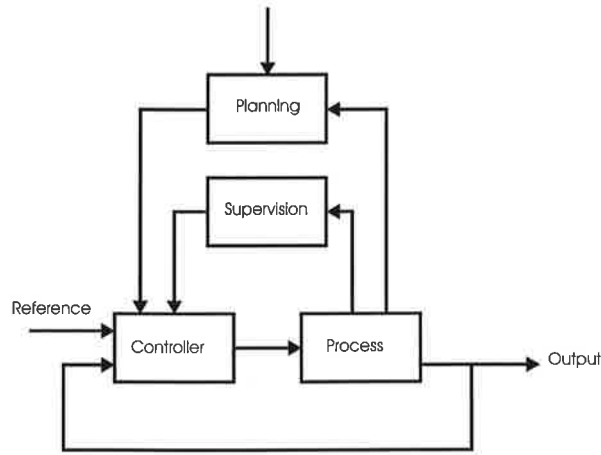 Planning
Supervision
Reference
Controller
Process
Output